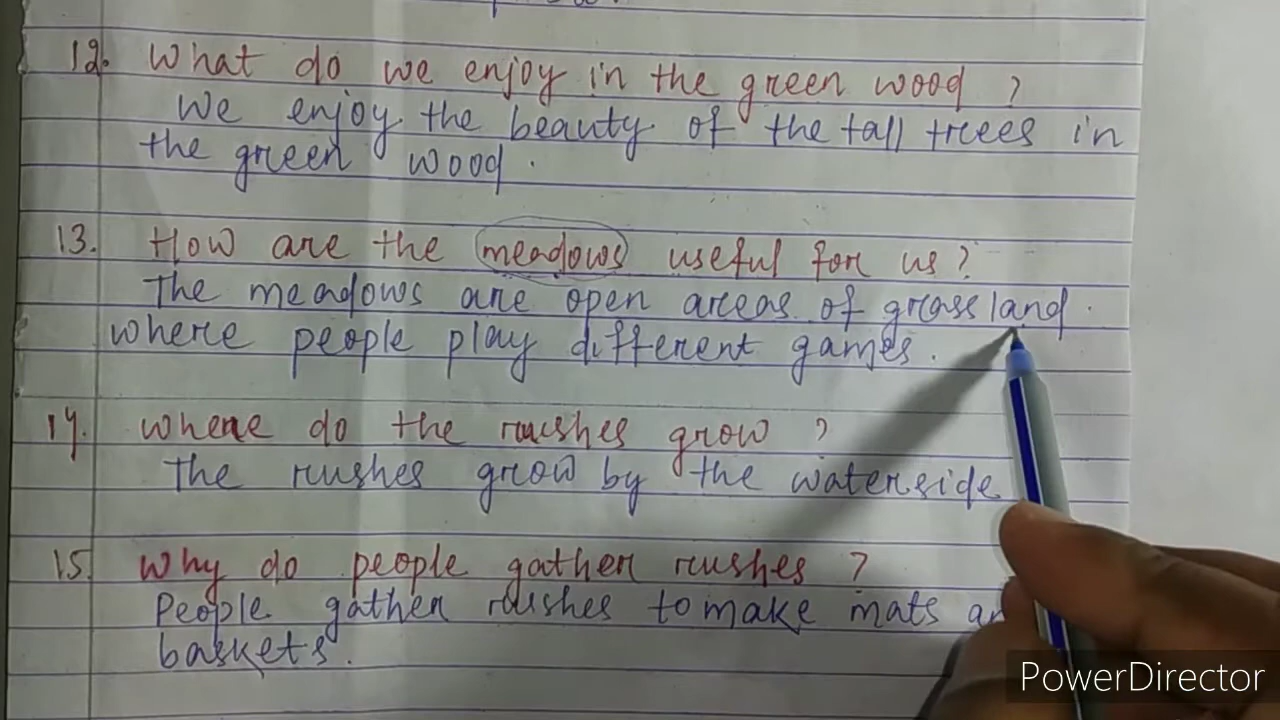 12. What do we enjoy in the green wood ?
We enjoy the beauty of the tall trees in
the green wood .
13. How are the meadows useful for us ?
The meadows are open areas of grassland .
where people play different games .
14. Where do the rushes grow ?
The rushes grow by the waterside
15. Why do people gather rushes ?
People gather rushes to make mats
baskets .
PowerDirector